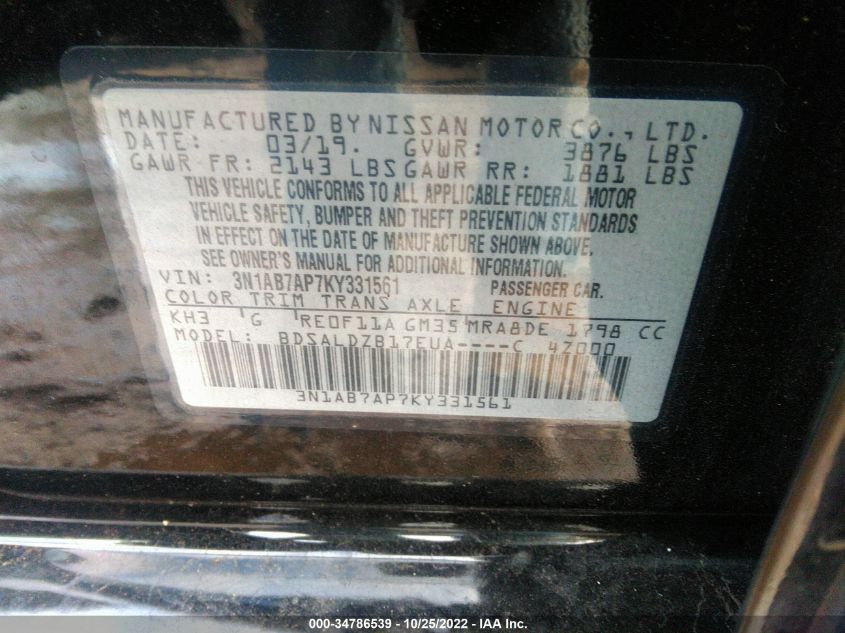 MANUFACTURED BY NISSAN MOTOR CO., LTD.
DATE: 03/19. GVWR: 3876 LBS
GAWR FR: 2143 LBS GAWR RR: 1881 LBS
THIS VEHICLE CONFORMS TO ALL APPLICABLE FEDERAL MOTOR
VEHICLE SAFETY, BUMPER AND THEFT PREVENTION STANDARDS
IN EFFECT ON THE DATE OF MANUFACTURE SHOWN ABOVE.
SEE OWNER'S MANUAL FOR ADDITIONAL INFORMATION.
VIN: 3N1AB7AP7KY331561 PASSENGER CAR.
COLOR TRIM TRANS AXLE ENGINE
KH3 G RE0F11A GM35 MRA8DE 1798 CC
MODEL: BDSALDZB17EUA----C 42000
3N1AB7AP7KY331561
000-34786539 - 10/25/2022 - IAA Inc.